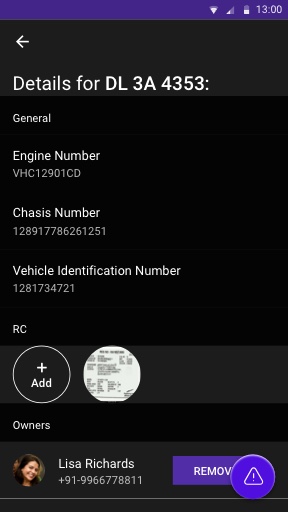 13:00
Details for DL 3A 4353:
General
Engine Number
VHC12901CD
Chasis Number
128917786261251
Vehicle Identification Number
1281734721
RC
+
Add
Owners
Lisa Richards
+91-9966778811
REMOV